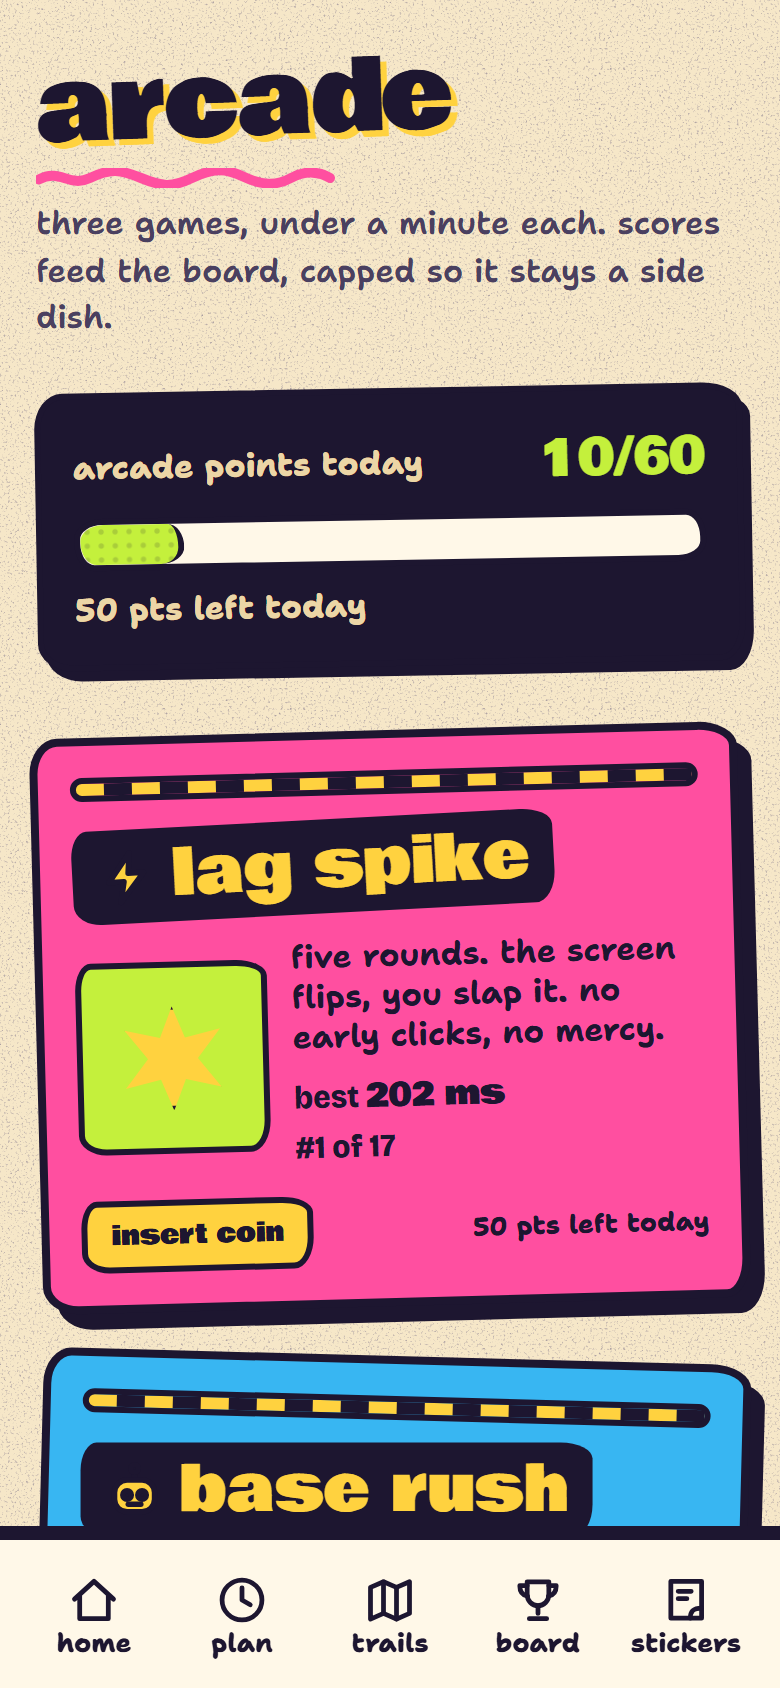 arcade
three games, under a minute each. scores
feed the board, capped so it stays a side
dish.
arcade points today 10/60
50 pts left today
lag spike
five rounds. the screen
flips, you slap it. no
early clicks, no mercy.
best 202 ms
#1 of 17
insert coin 50 pts left today
base rush
home plan trails board stickers